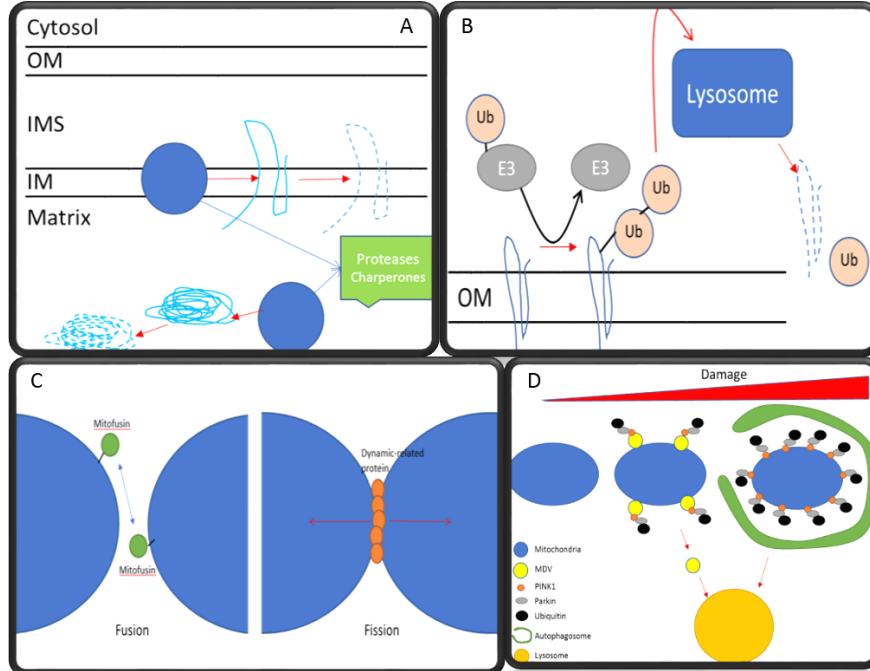 A
Cytosol
OM
IMS
IM
Matrix
Proteases
Charperones
B
Ub
E3
E3
Ub
Ub
Lysosome
Ub
OM
C
Mitofusin
Mitofusin
Fusion
Dynamic-related
protein
Fission
D
Damage
Mitochondria
MDV
PINK1
Parkin
Ubiquitin
Autophagosome
Lysosome